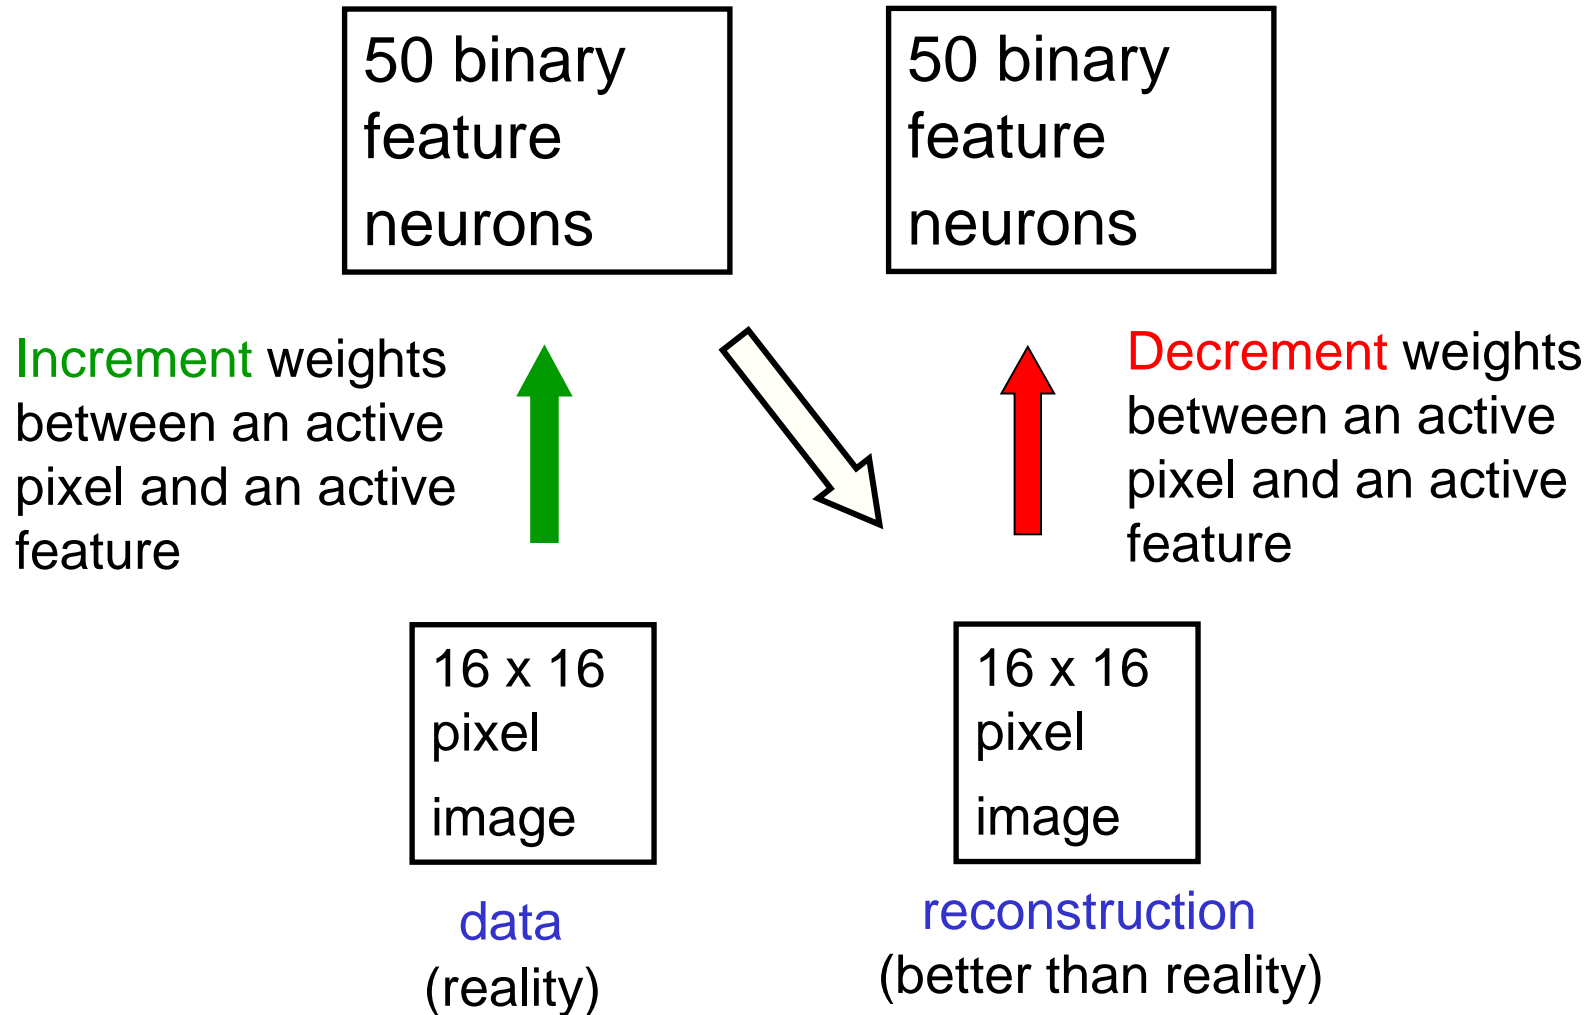 50 binary
feature
neurons
50 binary
feature
neurons
Increment weights
between an active
pixel and an active
feature
Decrement weights
between an active
pixel and an active
feature
16 x 16
pixel
image
16 x 16
pixel
image
data
(reality)
reconstruction
(better than reality)